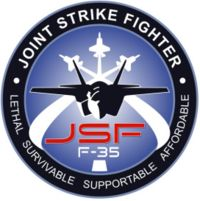 JOINT STRIKE FIGHTER
JSF
F-35
LETHAL SURVIVABLE SUPPORTABLE AFFORDABLE